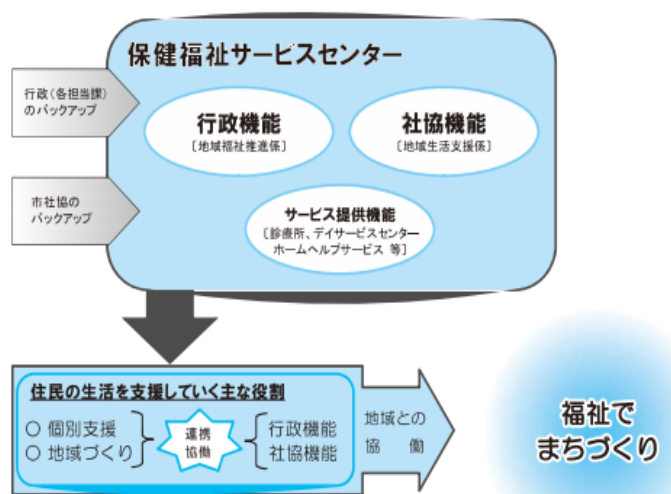 保健福祉サービスセンター
行政(各担当課)
のバックアップ
行政機能
[地域福祉推進係]
社協機能
[地域生活支援係]
市社協の
バックアップ
サービス提供機能
[診療所、デイサービスセンター
ホームヘルプサービス 等]
住民の生活を支援していく主な役割
○ 個別支援
○ 地域づくり
連携
協働
行政機能
社協機能
地域との
協 働
福祉で
まちづくり